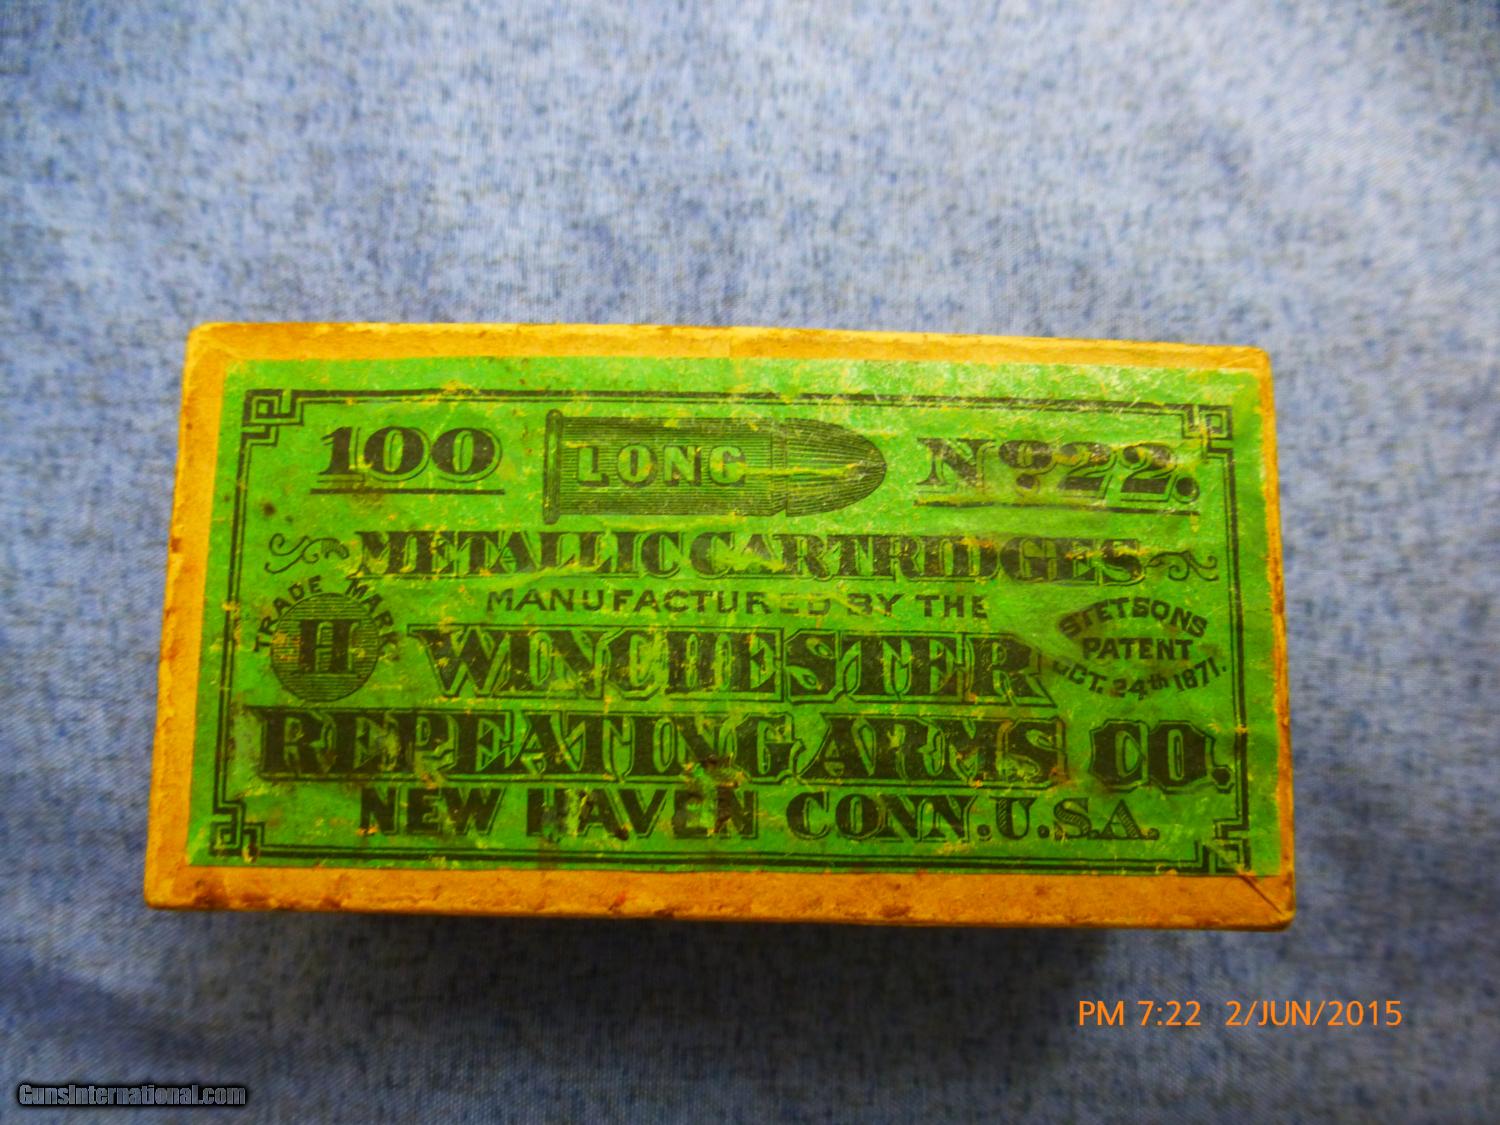 100 LONG No. 22.
METALLIC CARTRIDGES
MANUFACTURED BY THE
TRADE MARK
H
WINCHESTER
STETSONS
PATENT
OCT. 24th 1871.
REPEATING ARMS CO.
NEW HAVEN CONN. U.S.A.
PM 7:22 2/JUN/2015
GunsInternational.com